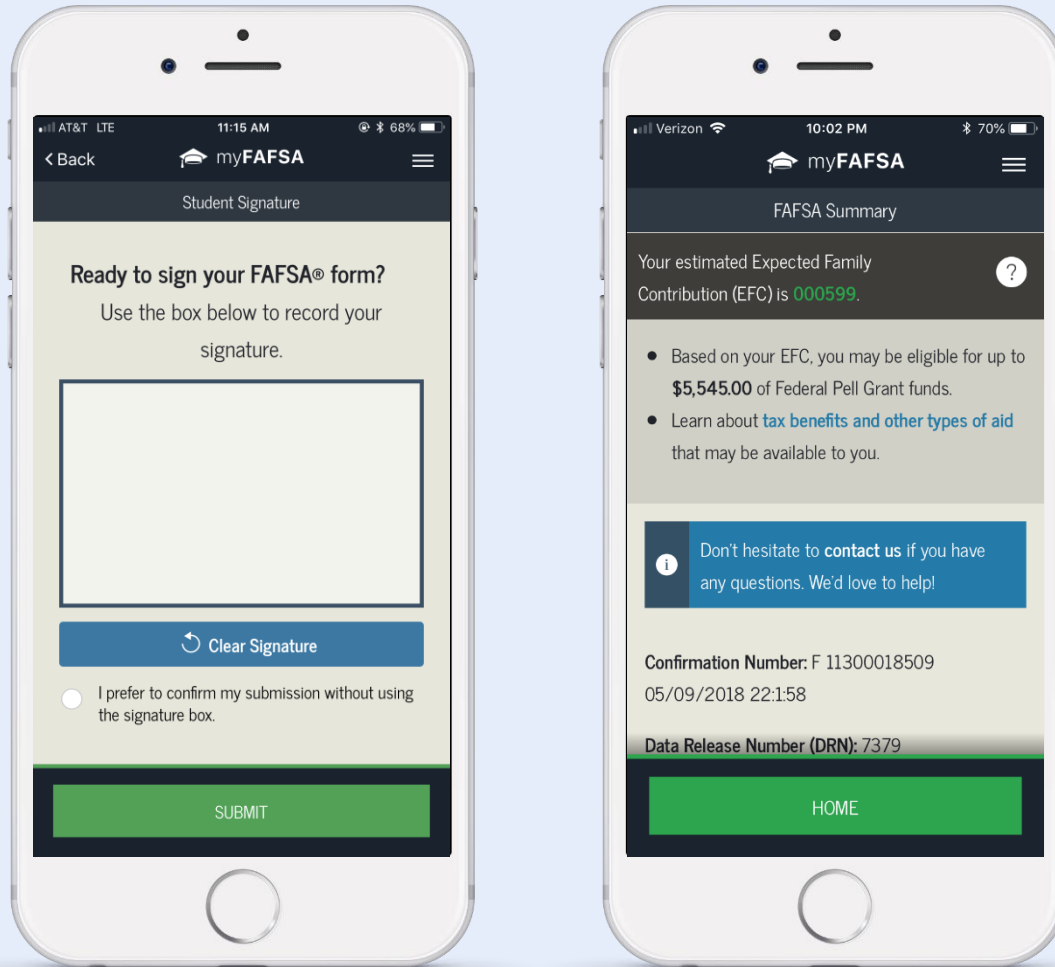 AT&T LTE 11:15 AM 68%
Back myFAFSA
Student Signature
Ready to sign your FAFSA® form?
Use the box below to record your
signature.
Clear Signature
I prefer to confirm my submission without using
the signature box.
SUBMIT
Verizon 10:02 PM 70%
myFAFSA
FAFSA Summary
Your estimated Expected Family
Contribution (EFC) is 000599.
?
• Based on your EFC, you may be eligible for up to
$5,545.00 of Federal Pell Grant funds.
• Learn about tax benefits and other types of aid
that may be available to you.
i
Don't hesitate to contact us if you have
any questions. We'd love to help!
Confirmation Number: F 11300018509
05/09/2018 22:1:58
Data Release Number (DRN): 7379
HOME